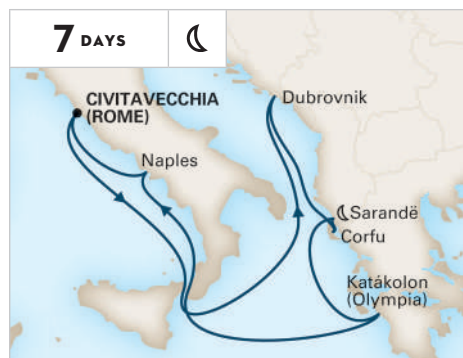 7 DAYS
CIVITAVECCHIA
(ROME)
Dubrovnik
Naples
Sarandë
Corfu
Katákolon
(Olympia)